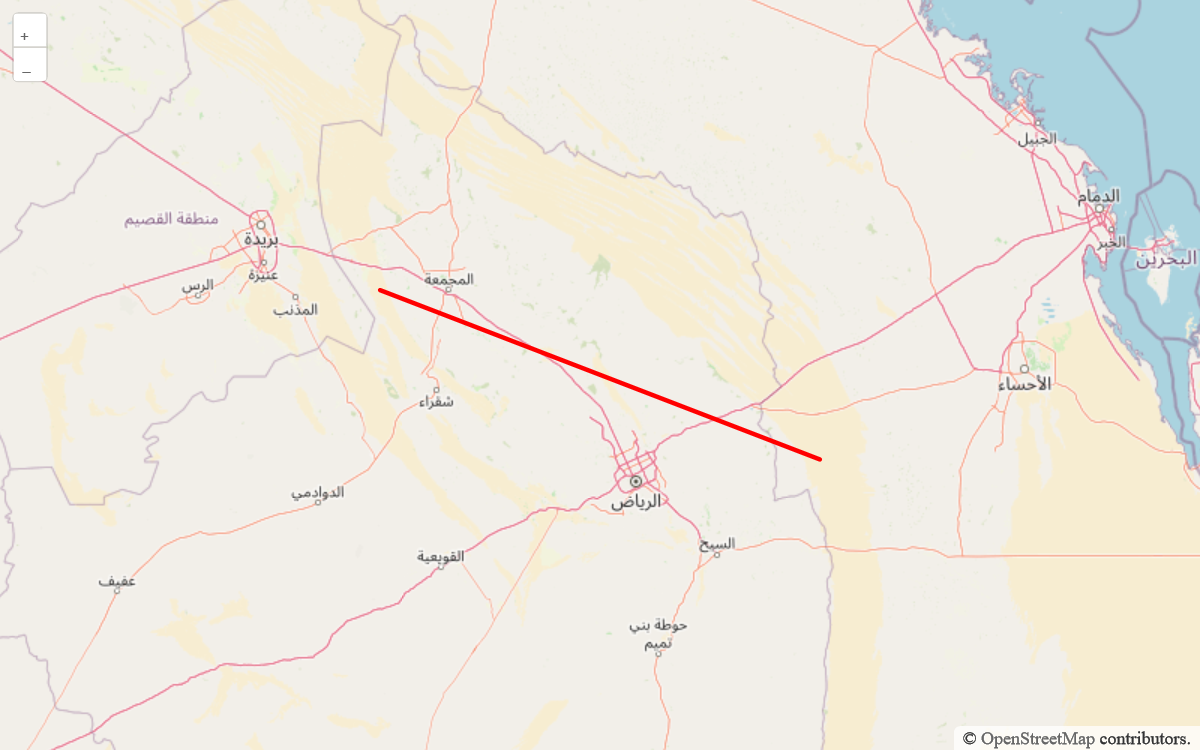 +
–
الجبيل
الدمام
منطقة القصيم
بريدة
الخبر
البحرين
عنيزة
المجمعة
الرس
المذنب
الأحساء
شقراء
الدوادمي
الرياض
السيح
القويعية
عفيف
حوطة بني
تميم
© OpenStreetMap contributors.